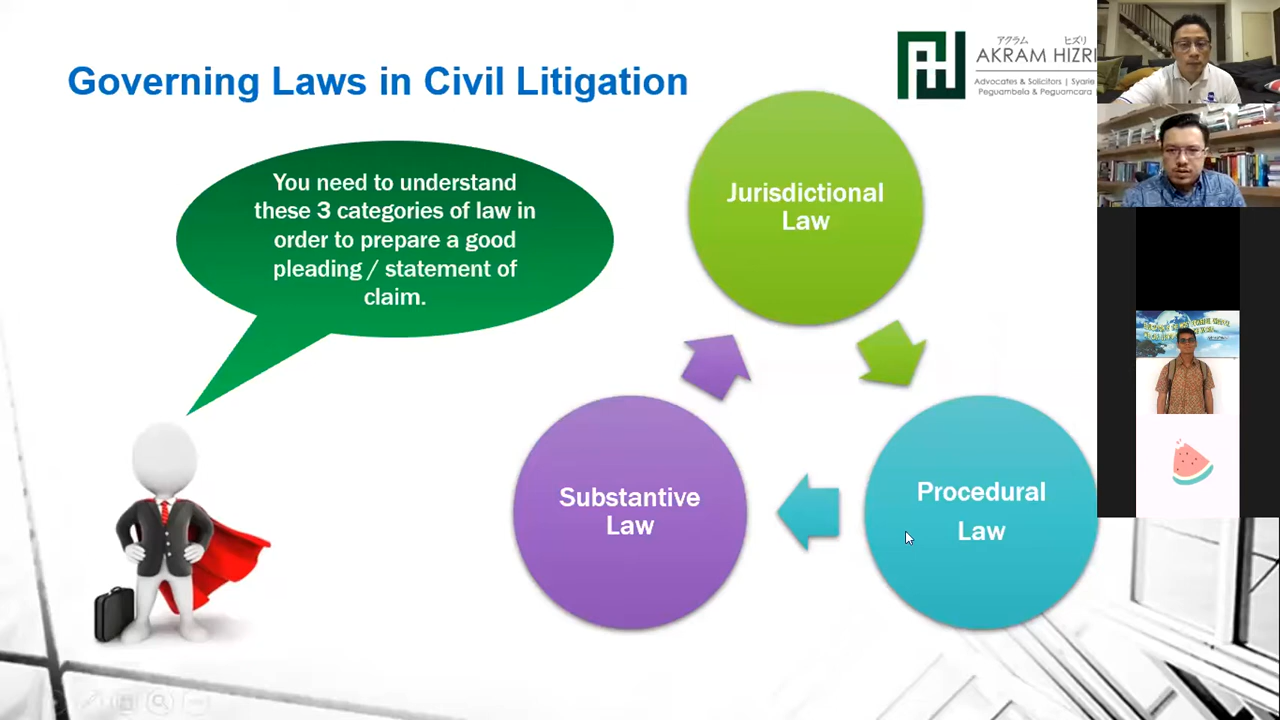 Governing Laws in Civil Litigation
アクラム ヒズリ
AKRAM HIZRI
Advocates & Solicitors | Syarie
Peguambela & Peguamcara
You need to understand
these 3 categories of law in
order to prepare a good
pleading / statement of
claim.
Jurisdictional
Law
Substantive
Law
Procedural
Law